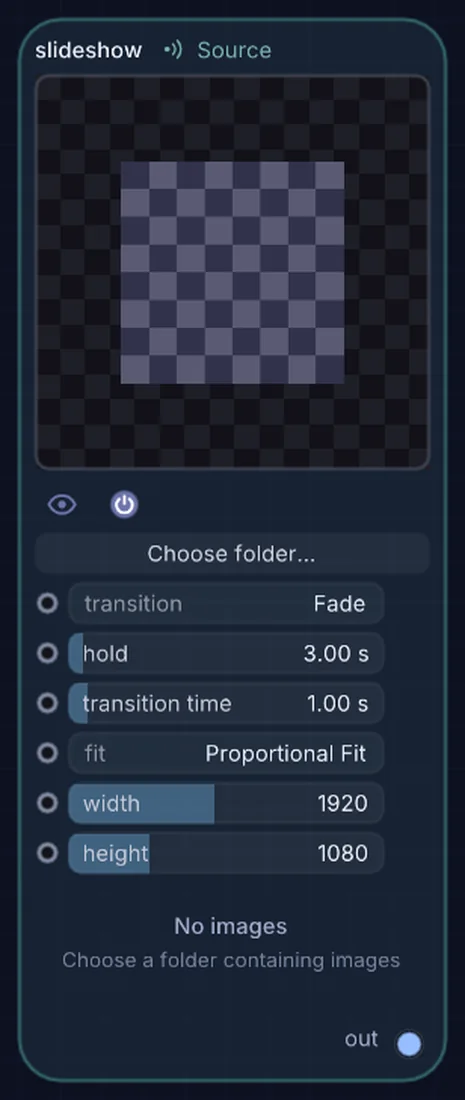 slideshow Source
Choose folder...
transition Fade
hold 3.00 s
transition time 1.00 s
fit Proportional Fit
width 1920
height 1080
No images
Choose a folder containing images
out